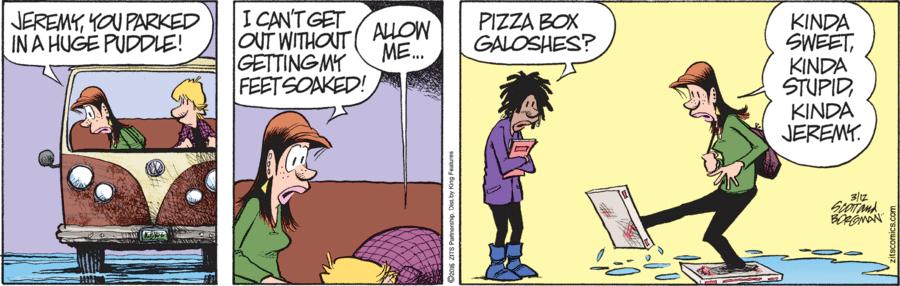 JEREMY, YOU PARKED
IN A HUGE PUDDLE!
I CAN'T GET
OUT WITHOUT
GETTING MY
FEET SOAKED!
ALLOW
ME...
©2016 ZITS Partnership. Dist. by King Features
PIZZA BOX
GALOSHES?
KINDA
SWEET,
KINDA
STUPID,
KINDA
JEREMY.
3/12
SCOTT and
BORGMAN
zitscomics.com